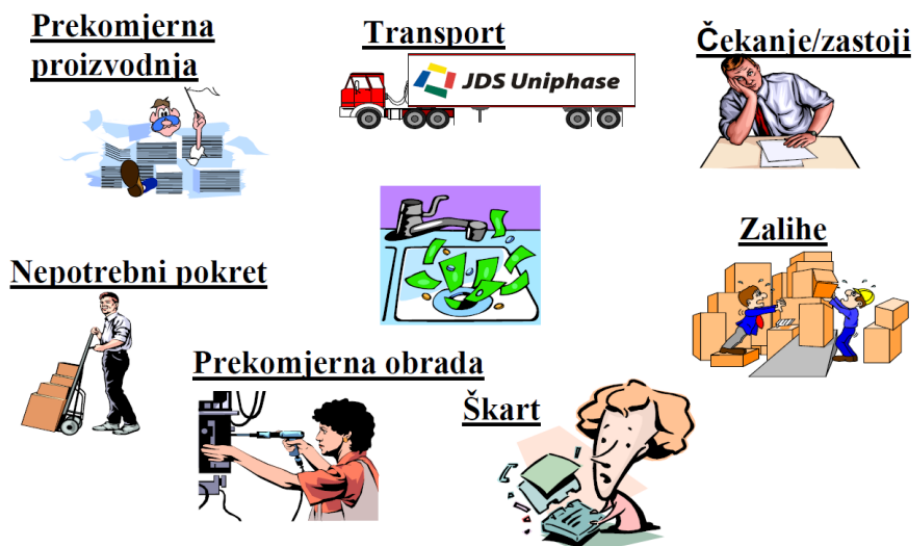 Prekomjerna
proizvodnja
Transport
JDS Uniphase
Čekanje/zastoji
Zalihe
Nepotrebni pokret
Prekomjerna obrada
Škart